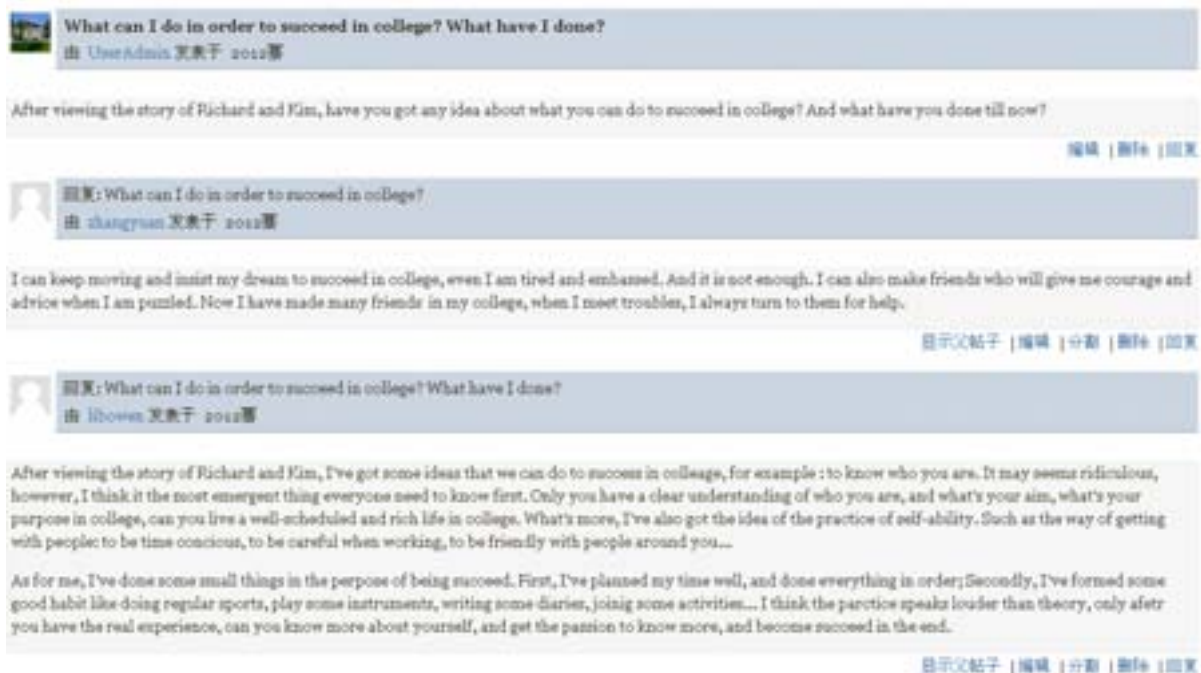 What can I do in order to succeed in college? What have I done?
由 UserAdmin 发表于 2012
After viewing the story of Richard and Kim, have you got any idea about what you can do to succeed in college? And what have you done till now?
编辑 | 删除 | 回复
回复: What can I do in order to succeed in college?
由 zhangyuan 发表于 2012
I can keep moving and insist my dream to succeed in college, even I am tired and embassed. And it is not enough. I can also make friends who will give me courage and
advice when I am puzzled. Now I have made many friends in my college, when I meet troubles, I always turn to them for help.
显示父帖子 | 编辑 | 分割 | 删除 | 回复
回复: What can I do in order to succeed in college? What have I done?
由 libowen 发表于 2012
After viewing the story of Richard and Kim, I've got some ideas that we can do to success in colleage, for example : to know who you are. It may seems ridiculous,
however, I think it the most emergent thing everyone need to know first. Only you have a clear understanding of who you are, and what's your aim, what's your
purpose in college, can you live a well-scheduled and rich life in college. What's more, I've also got the idea of the practice of self-ability. Such as the way of getting
with people: to be time concious, to be careful when working, to be friendly with people around you...
As for me, I've done some small things in the perpose of being succeed. First, I've planned my time well, and done everything in order; Secondly, I've formed some
good habit like doing regular sports, play some instruments, writing some diaries, joinig some activities... I think the parctice speaks louder than theory, only afetr
you have the real experience, can you know more about yourself, and get the passion to know more, and become succeed in the end.
显示父帖子 | 编辑 | 分割 | 删除 | 回复